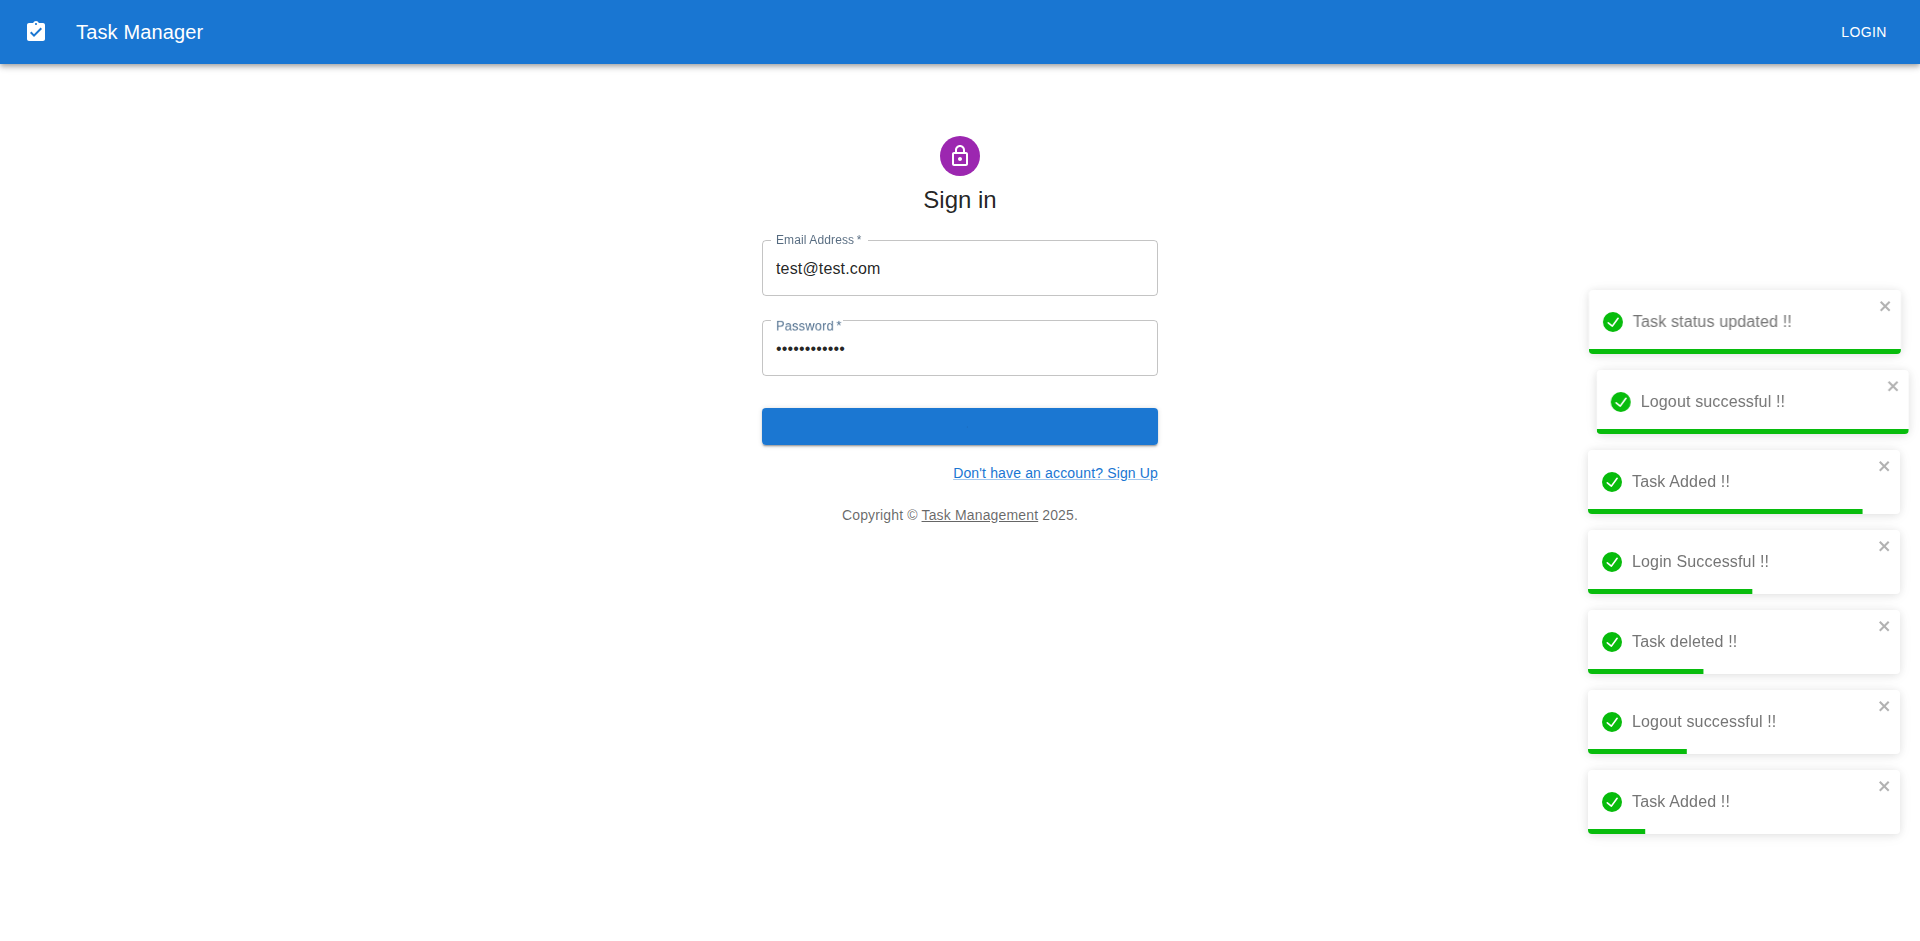 Task Manager
LOGIN
Sign in
Email Address *
test@test.com
Password *
••••••••••••
Don't have an account? Sign Up
Copyright © Task Management 2025.
Task status updated !!
Logout successful !!
Task Added !!
Login Successful !!
Task deleted !!
Logout successful !!
Task Added !!